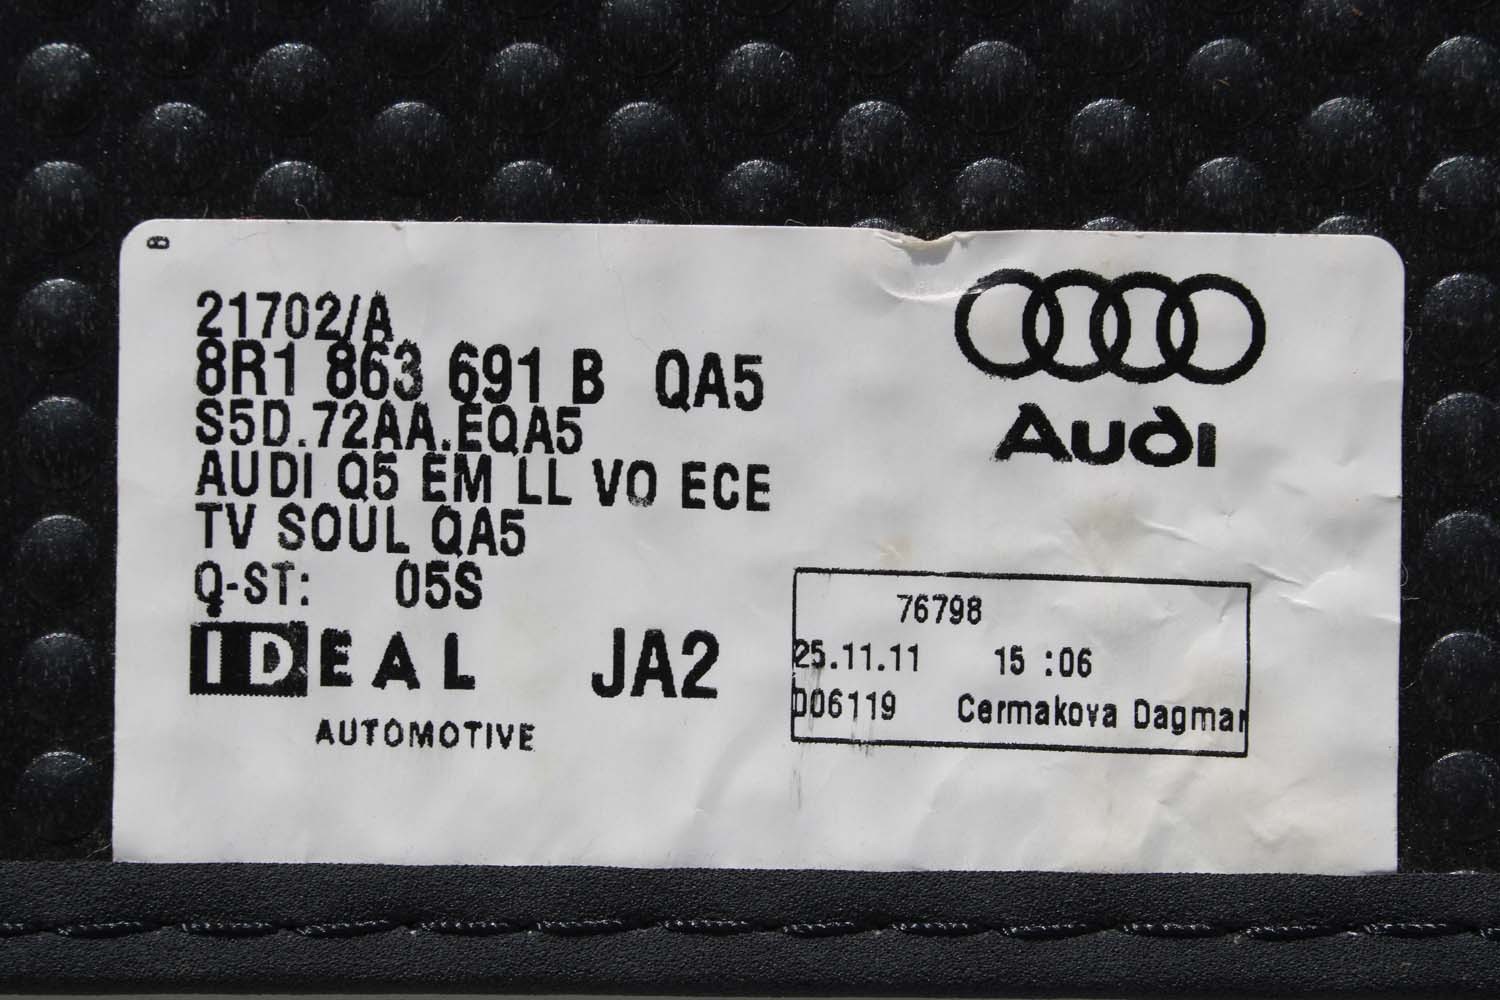 21702/A
8R1 863 691 B QA5
S5D.72AA.EQA5
AUDI Q5 EM LL VO ECE
TV SOUL QA5
Q-ST: 05S
IDEAL JA2
AUTOMOTIVE
Audi
76798
25.11.11 15 :06
006119 Cermakova Dagmar